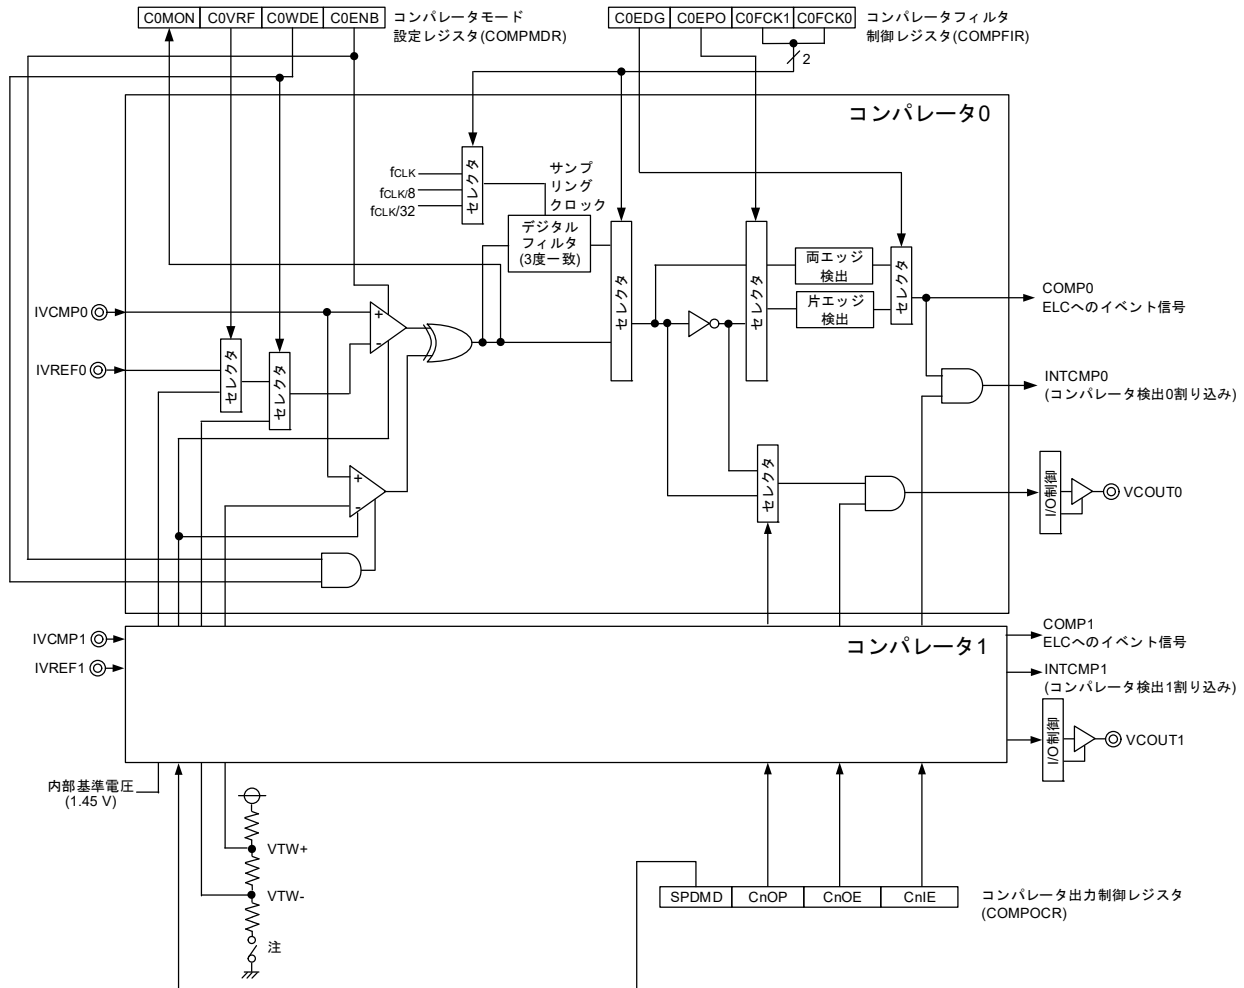 C0MON C0VRF C0WDE C0ENB
コンパレータモード
設定レジスタ(COMPMDR)
C0EDG C0EPO C0FCK1 C0FCK0
コンパレータフィルタ
制御レジスタ(COMPFIR)
2
コンパレータ0
fCLK
fCLK/8
fCLK/32
セレクタ
サンプ
リング
クロック
デジタル
フィルタ
(3度一致)
セレクタ
セレクタ
両エッジ
検出
片エッジ
検出
セレクタ
COMP0
ELCへのイベント信号
IVCMP0
+
-
IVREF0
セレクタ
セレクタ
INTCMP0
(コンパレータ検出0割り込み)
+
-
セレクタ
I/O制御
VCOUT0
IVCMP1
IVREF1
コンパレータ1
COMP1
ELCへのイベント信号
INTCMP1
(コンパレータ検出1割り込み)
I/O制御
VCOUT1
内部基準電圧
(1.45 V)
VTW+
VTW-
注
SPDMD CnOP CnOE CnIE
コンパレータ出力制御レジスタ
(COMPOCR)